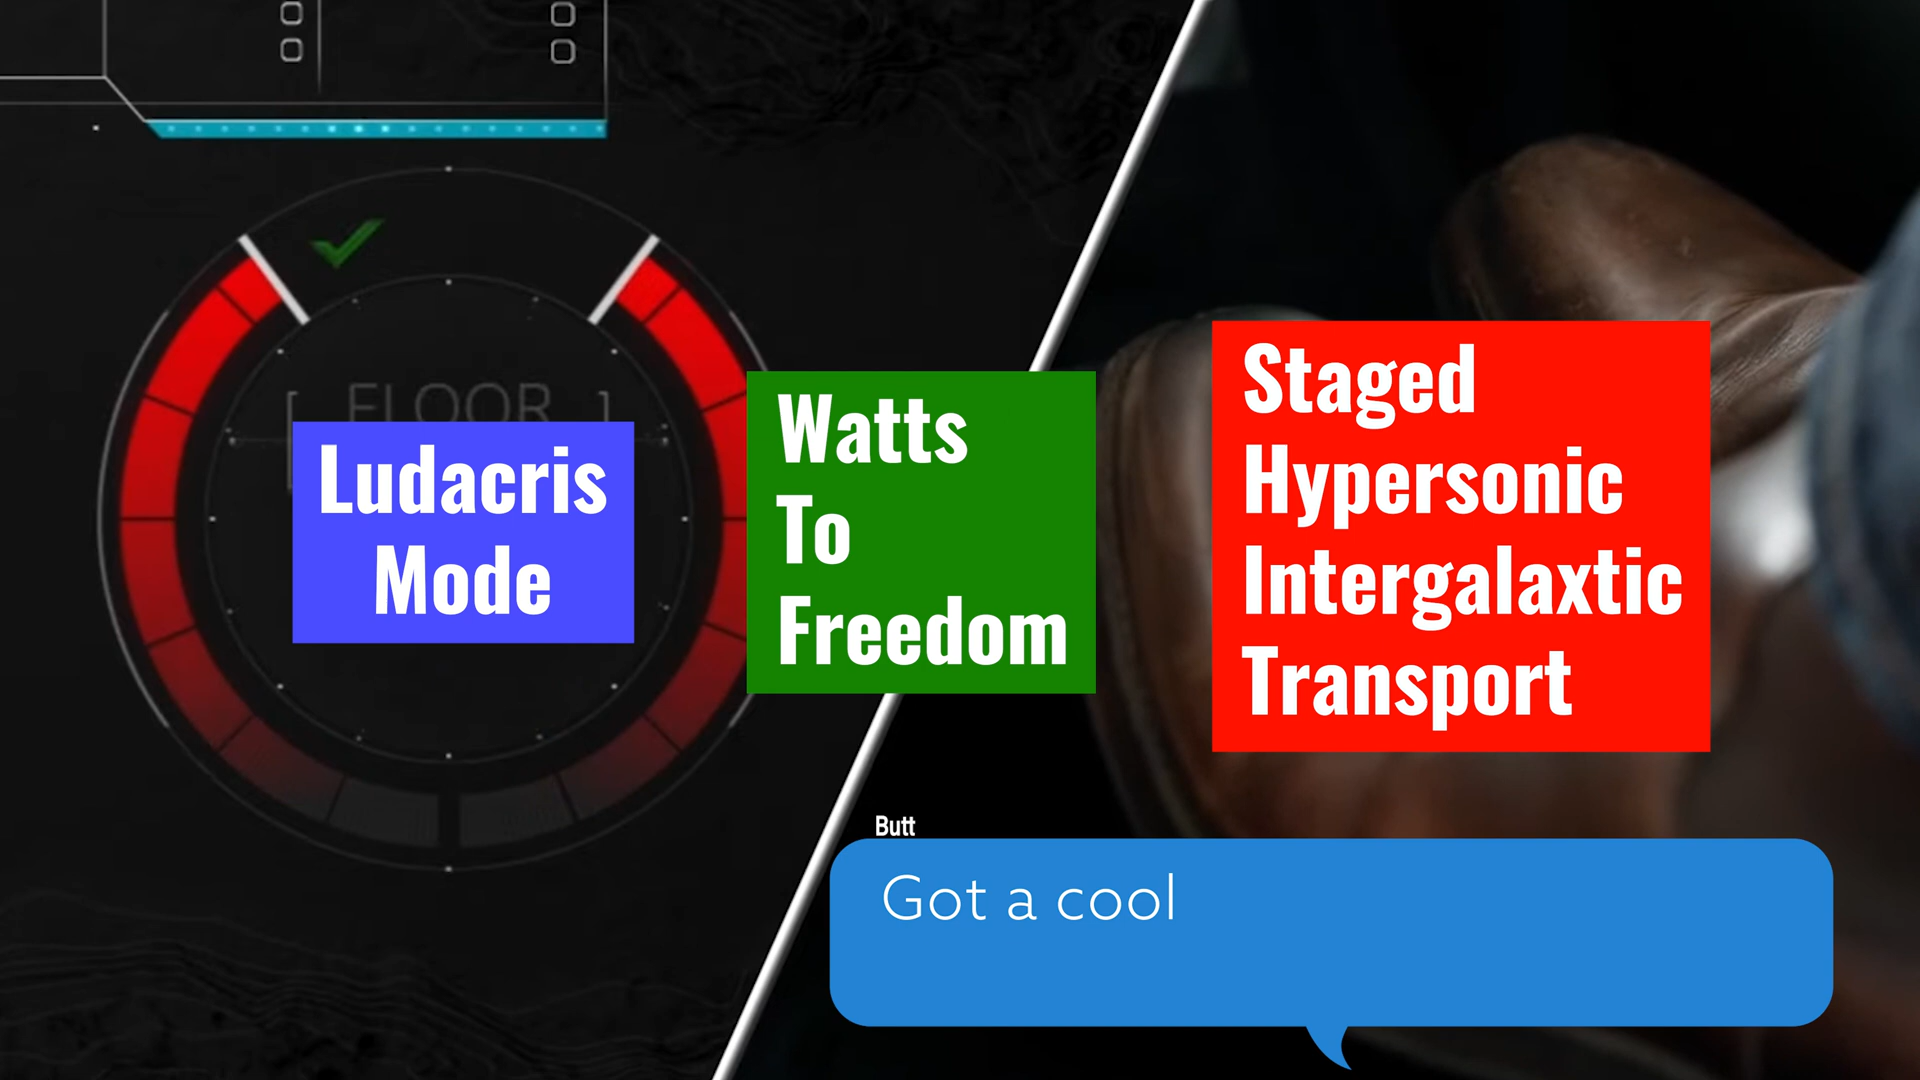 FLOOR
Ludacris
Mode
Watts
To
Freedom
Staged
Hypersonic
Intergalaxtic
Transport
Butt
Got a cool